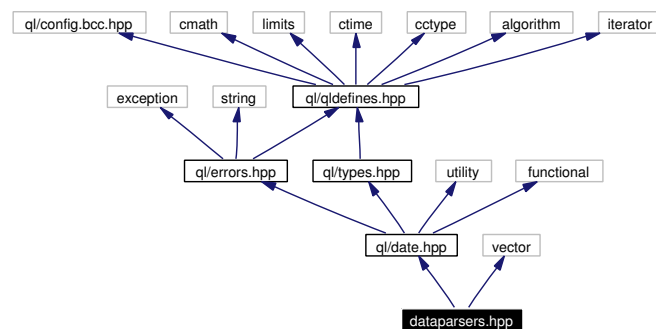 ql/config.bcc.hpp cmath limits ctime cctype algorithm iterator
exception string ql/qldefines.hpp
ql/errors.hpp ql/types.hpp utility functional
ql/date.hpp vector
dataparsers.hpp